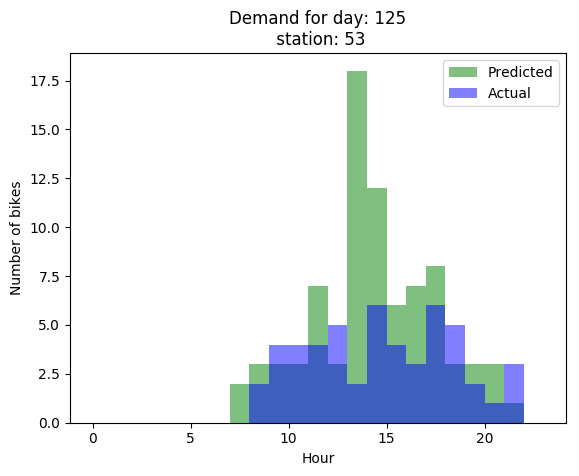 Demand for day: 125
station: 53
Predicted
Actual
17.5
15.0
12.5
10.0
7.5
5.0
2.5
0.0
Number of bikes
0 5 10 15 20
Hour